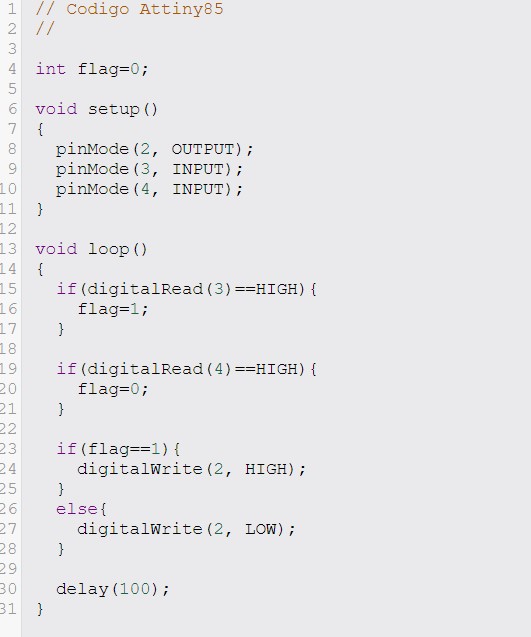 1 // Codigo Attiny85
2 //
3
4 int flag=0;
5
6 void setup()
7 {
8   pinMode(2, OUTPUT);
9   pinMode(3, INPUT);
10   pinMode(4, INPUT);
11 }
12
13 void loop()
14 {
15   if(digitalRead(3)==HIGH){
16     flag=1;
17   }
18
19   if(digitalRead(4)==HIGH){
20     flag=0;
21   }
22
23   if(flag==1){
24     digitalWrite(2, HIGH);
25   }
26   else{
27     digitalWrite(2, LOW);
28   }
29
30   delay(100);
31 }